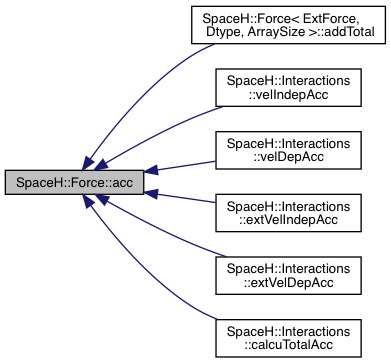 SpaceH::Force< ExtForce,
Dtype, ArraySize >::addTotal
SpaceH::Interactions
::velIndepAcc
SpaceH::Interactions
::velDepAcc
SpaceH::Force::acc
SpaceH::Interactions
::extVelIndepAcc
SpaceH::Interactions
::extVelDepAcc
SpaceH::Interactions
::calcuTotalAcc